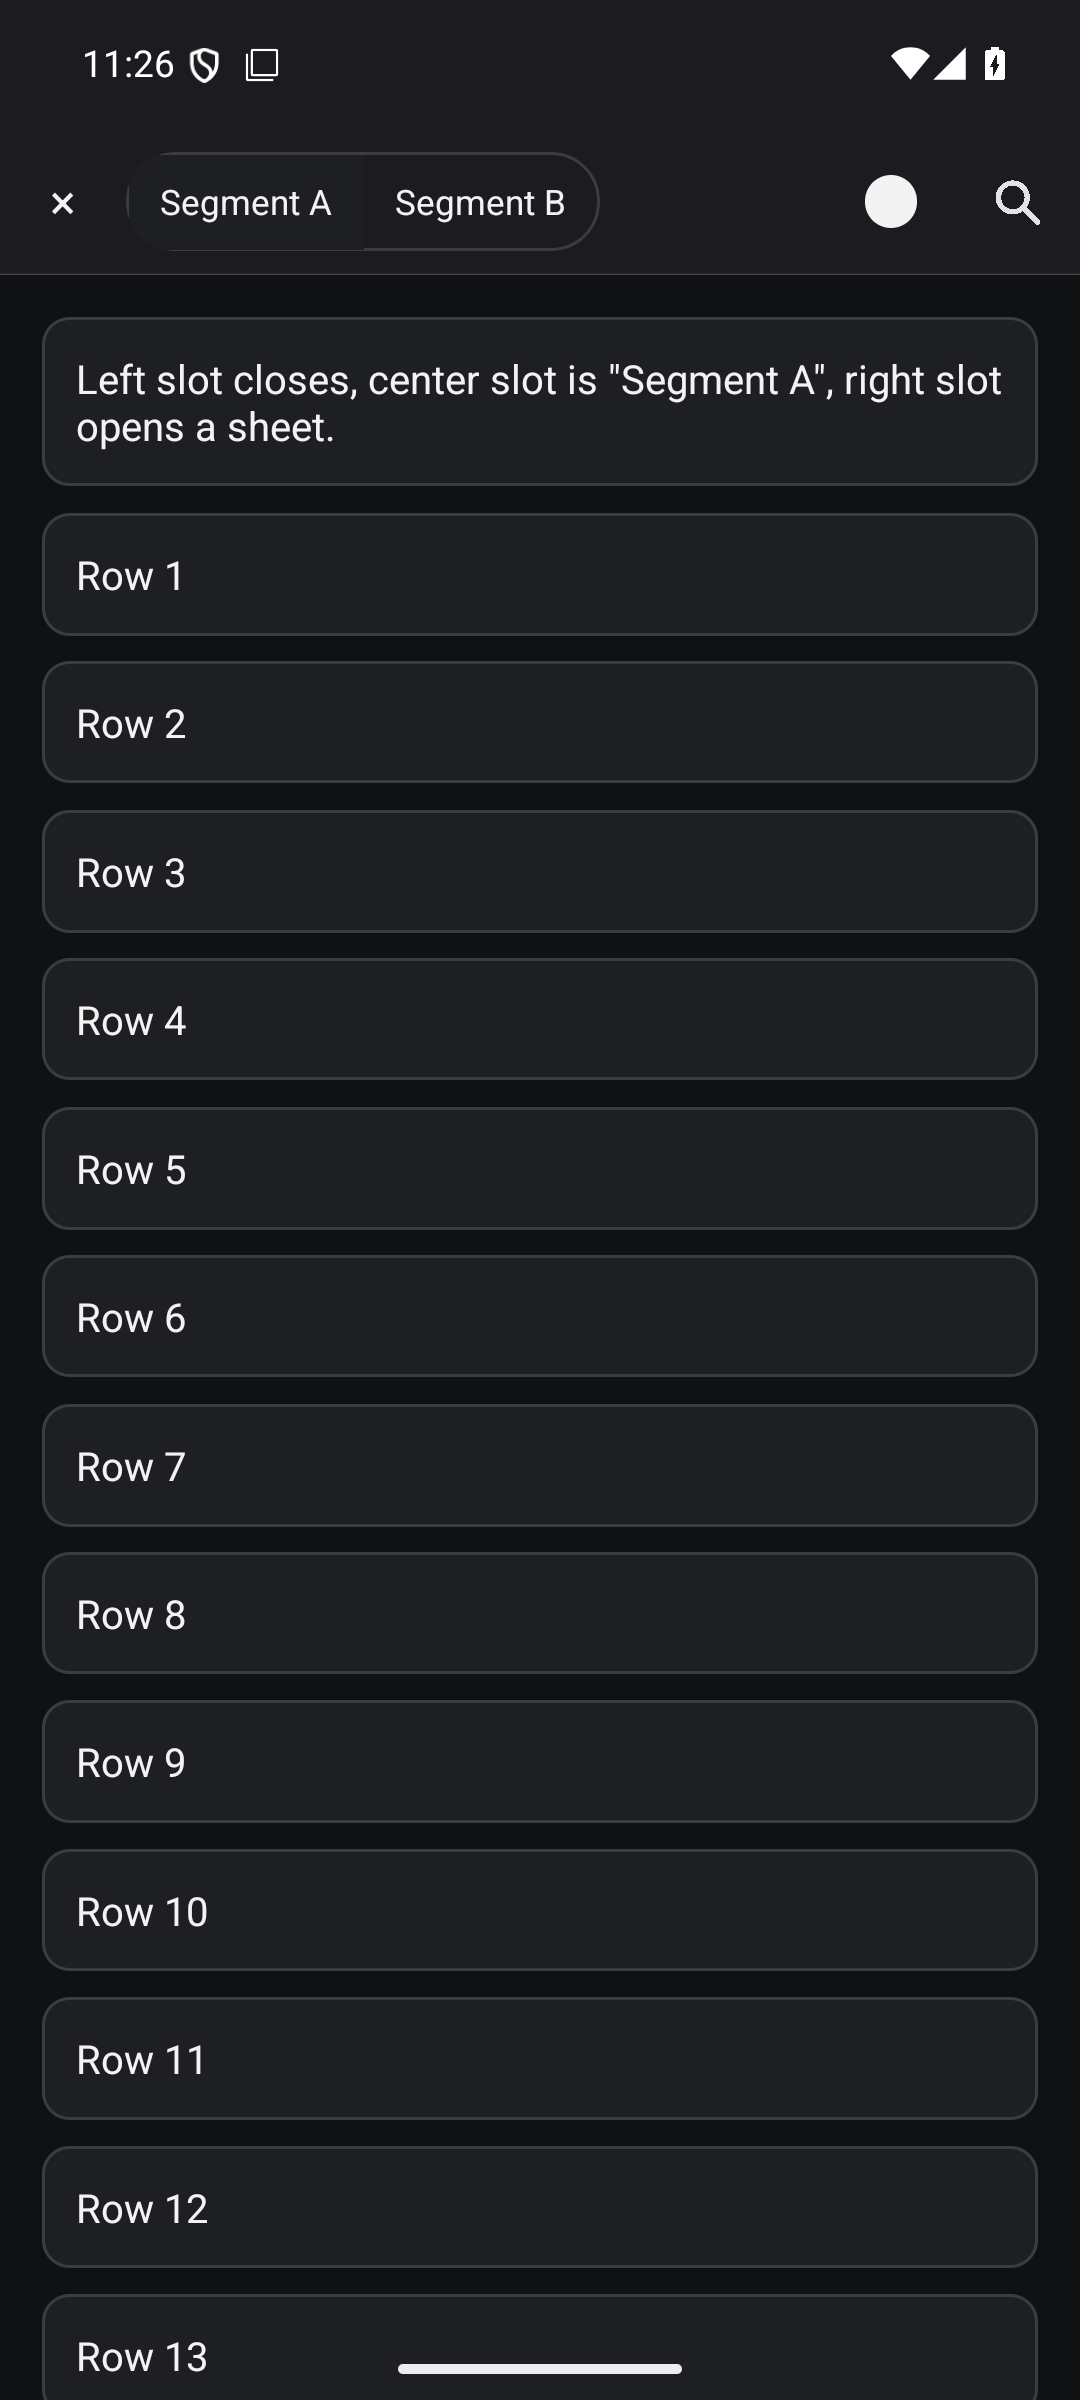 11:26
Segment A
Segment B
Left slot closes, center slot is "Segment A", right slot
opens a sheet.
Row 1
Row 2
Row 3
Row 4
Row 5
Row 6
Row 7
Row 8
Row 9
Row 10
Row 11
Row 12
Row 13